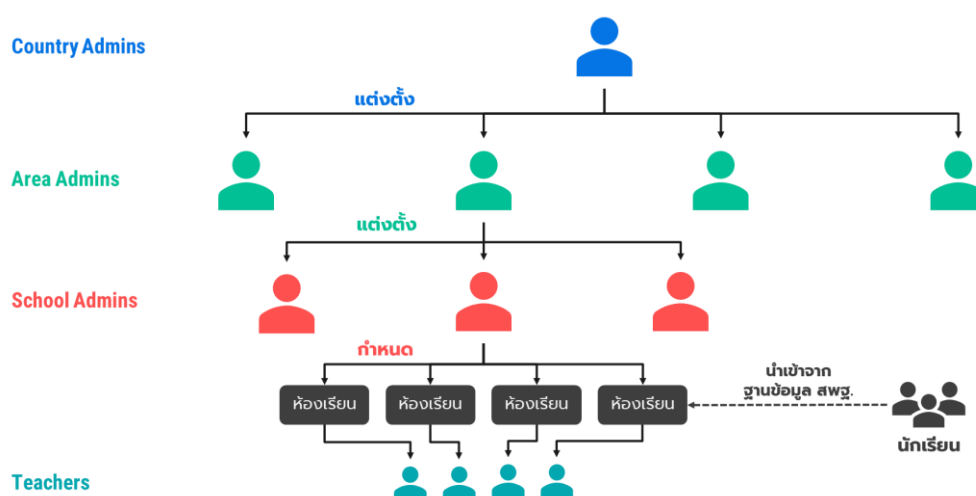 Country Admins
แต่งตั้ง
Area Admins
แต่งตั้ง
School Admins
กำหนด
นำเข้าจาก
ฐานข้อมูล สพฐ.
ห้องเรียน ห้องเรียน ห้องเรียน ห้องเรียน
นักเรียน
Teachers